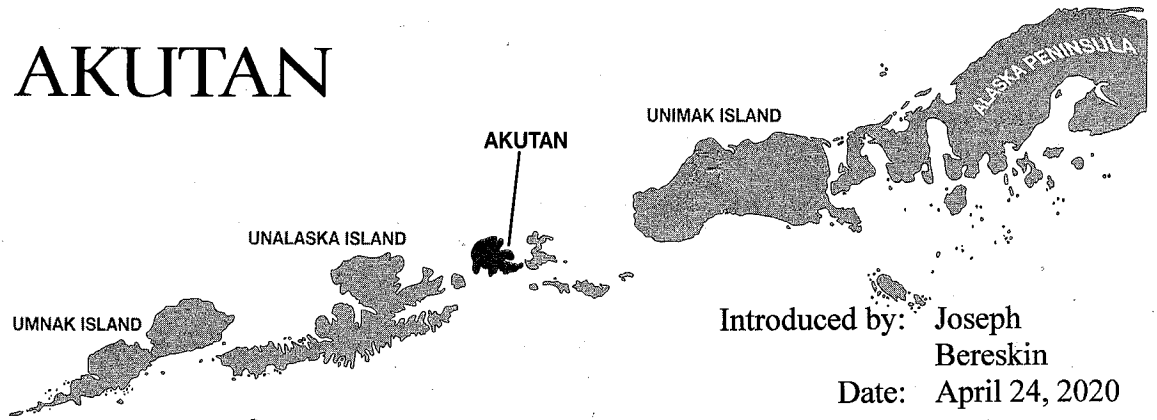 AKUTAN
ALASKA PENINSULA
UNIMAK ISLAND
AKUTAN
UNALASKA ISLAND
UMNAK ISLAND
Introduced by: Joseph
Bereskin
Date: April 24, 2020